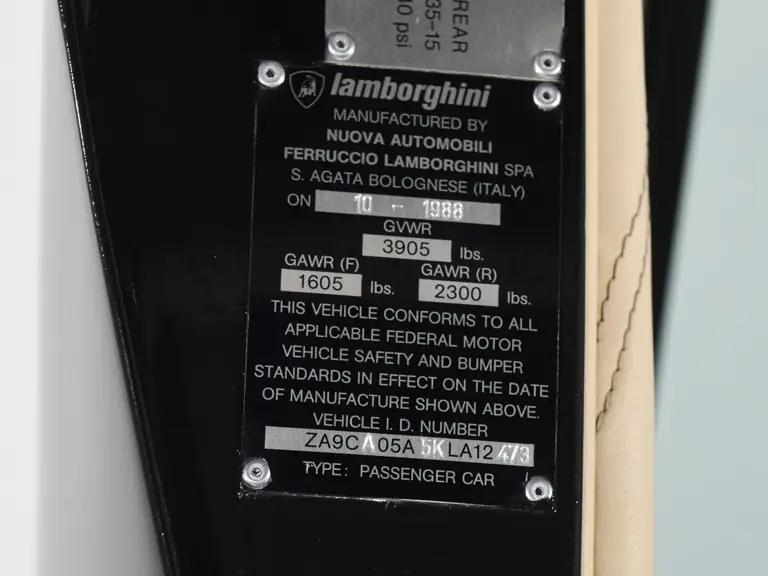 REAR
35-15
40 psi
lamborghini
MANUFACTURED BY
NUOVA AUTOMOBILI
FERRUCCIO LAMBORGHINI SPA
S. AGATA BOLOGNESE (ITALY)
ON 10 - 1988
GVWR
3905 lbs.
GAWR (F) GAWR (R)
1605 lbs. 2300 lbs.
THIS VEHICLE CONFORMS TO ALL
APPLICABLE FEDERAL MOTOR
VEHICLE SAFETY AND BUMPER
STANDARDS IN EFFECT ON THE DATE
OF MANUFACTURE SHOWN ABOVE.
VEHICLE I. D. NUMBER
ZA9CA05A5KLA12473
TYPE: PASSENGER CAR